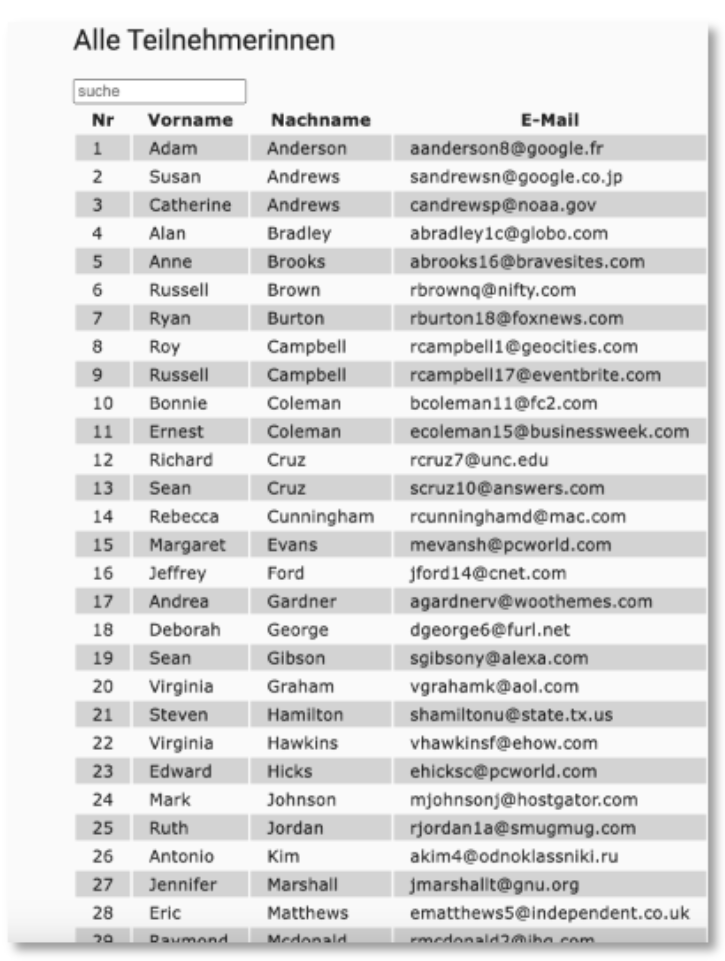 Alle Teilnehmerinnen
suche
Nr Vorname Nachname E-Mail
1 Adam Anderson aanderson8@google.fr
2 Susan Andrews sandrewsn@google.co.jp
3 Catherine Andrews candrewsp@noaa.gov
4 Alan Bradley abradley1c@globo.com
5 Anne Brooks abrooks16@bravesites.com
6 Russell Brown rbrownq@nifty.com
7 Ryan Burton rburton18@foxnews.com
8 Roy Campbell rcampbell1@geocities.com
9 Russell Campbell rcampbell17@eventbrite.com
10 Bonnie Coleman bcoleman11@fc2.com
11 Ernest Coleman ecoleman15@businessweek.com
12 Richard Cruz rcruz7@unc.edu
13 Sean Cruz scruz10@answers.com
14 Rebecca Cunningham rcunninghamd@mac.com
15 Margaret Evans mevansh@pcworld.com
16 Jeffrey Ford jford14@cnet.com
17 Andrea Gardner agardnerv@woothemes.com
18 Deborah George dgeorge6@furl.net
19 Sean Gibson sgibsony@alexa.com
20 Virginia Graham vgrahamk@aol.com
21 Steven Hamilton shamiltonu@state.tx.us
22 Virginia Hawkins vhawkinsf@ehow.com
23 Edward Hicks ehicksc@pcworld.com
24 Mark Johnson mjohnsonj@hostgator.com
25 Ruth Jordan rjordan1a@smugmug.com
26 Antonio Kim akim4@odnoklassniki.ru
27 Jennifer Marshall jmarshallt@gnu.org
28 Eric Matthews ematthews5@independent.co.uk
29 Raymond Mcdonald rmcdonald2@ihg.com